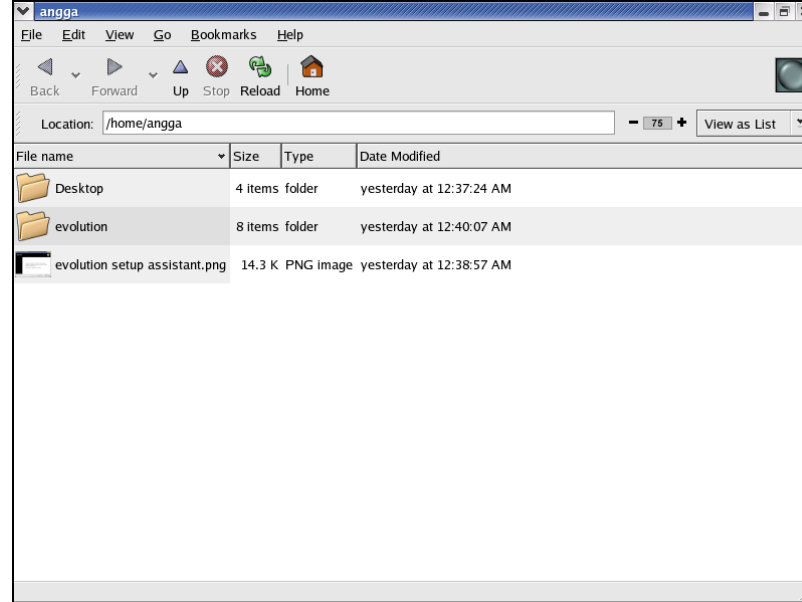 angga
File Edit View Go Bookmarks Help
Back Forward Up Stop Reload Home
Location: /home/angga 75 View as List
File name Size Type Date Modified
Desktop 4 items folder yesterday at 12:37:24 AM
evolution 8 items folder yesterday at 12:40:07 AM
evolution setup assistant.png 14.3 K PNG image yesterday at 12:38:57 AM